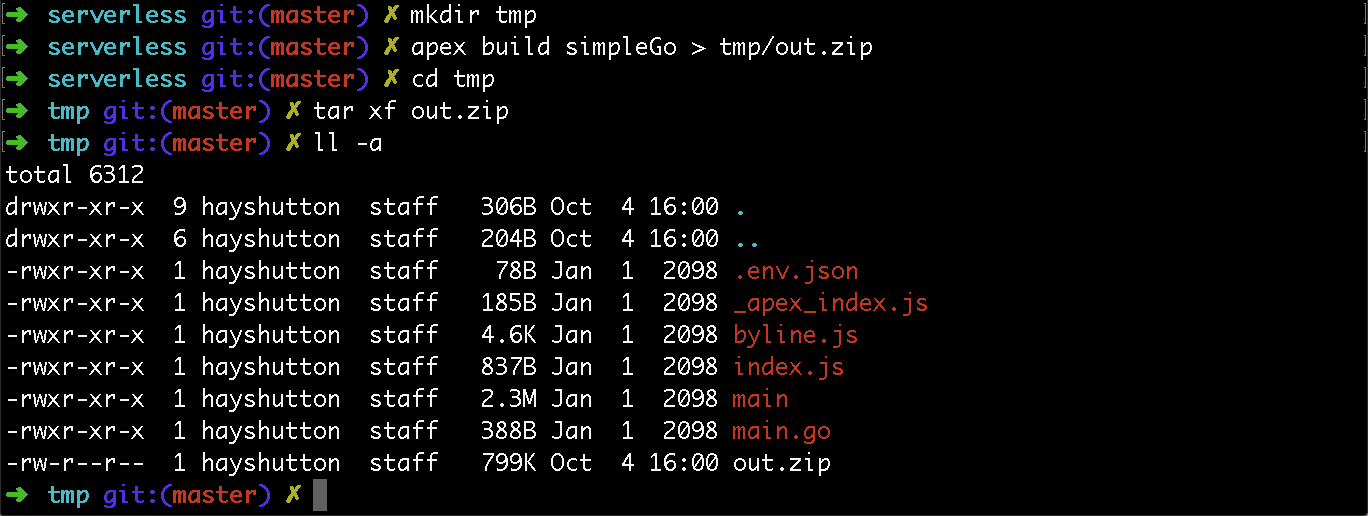 [➜  serverless git:(master) ✗ mkdir tmp ]
[➜  serverless git:(master) ✗ apex build simpleGo > tmp/out.zip ]
[➜  serverless git:(master) ✗ cd tmp ]
[➜  tmp git:(master) ✗ tar xf out.zip ]
[➜  tmp git:(master) ✗ ll -a ]
total 6312
drwxr-xr-x  9 hayshutton  staff   306B Oct  4 16:00 .
drwxr-xr-x  6 hayshutton  staff   204B Oct  4 16:00 ..
-rwxr-xr-x  1 hayshutton  staff    78B Jan  1  2098 .env.json
-rwxr-xr-x  1 hayshutton  staff   185B Jan  1  2098 _apex_index.js
-rwxr-xr-x  1 hayshutton  staff   4.6K Jan  1  2098 byline.js
-rwxr-xr-x  1 hayshutton  staff   837B Jan  1  2098 index.js
-rwxr-xr-x  1 hayshutton  staff   2.3M Jan  1  2098 main
-rwxr-xr-x  1 hayshutton  staff   388B Jan  1  2098 main.go
-rw-r--r--  1 hayshutton  staff   799K Oct  4 16:00 out.zip
➜  tmp git:(master) ✗